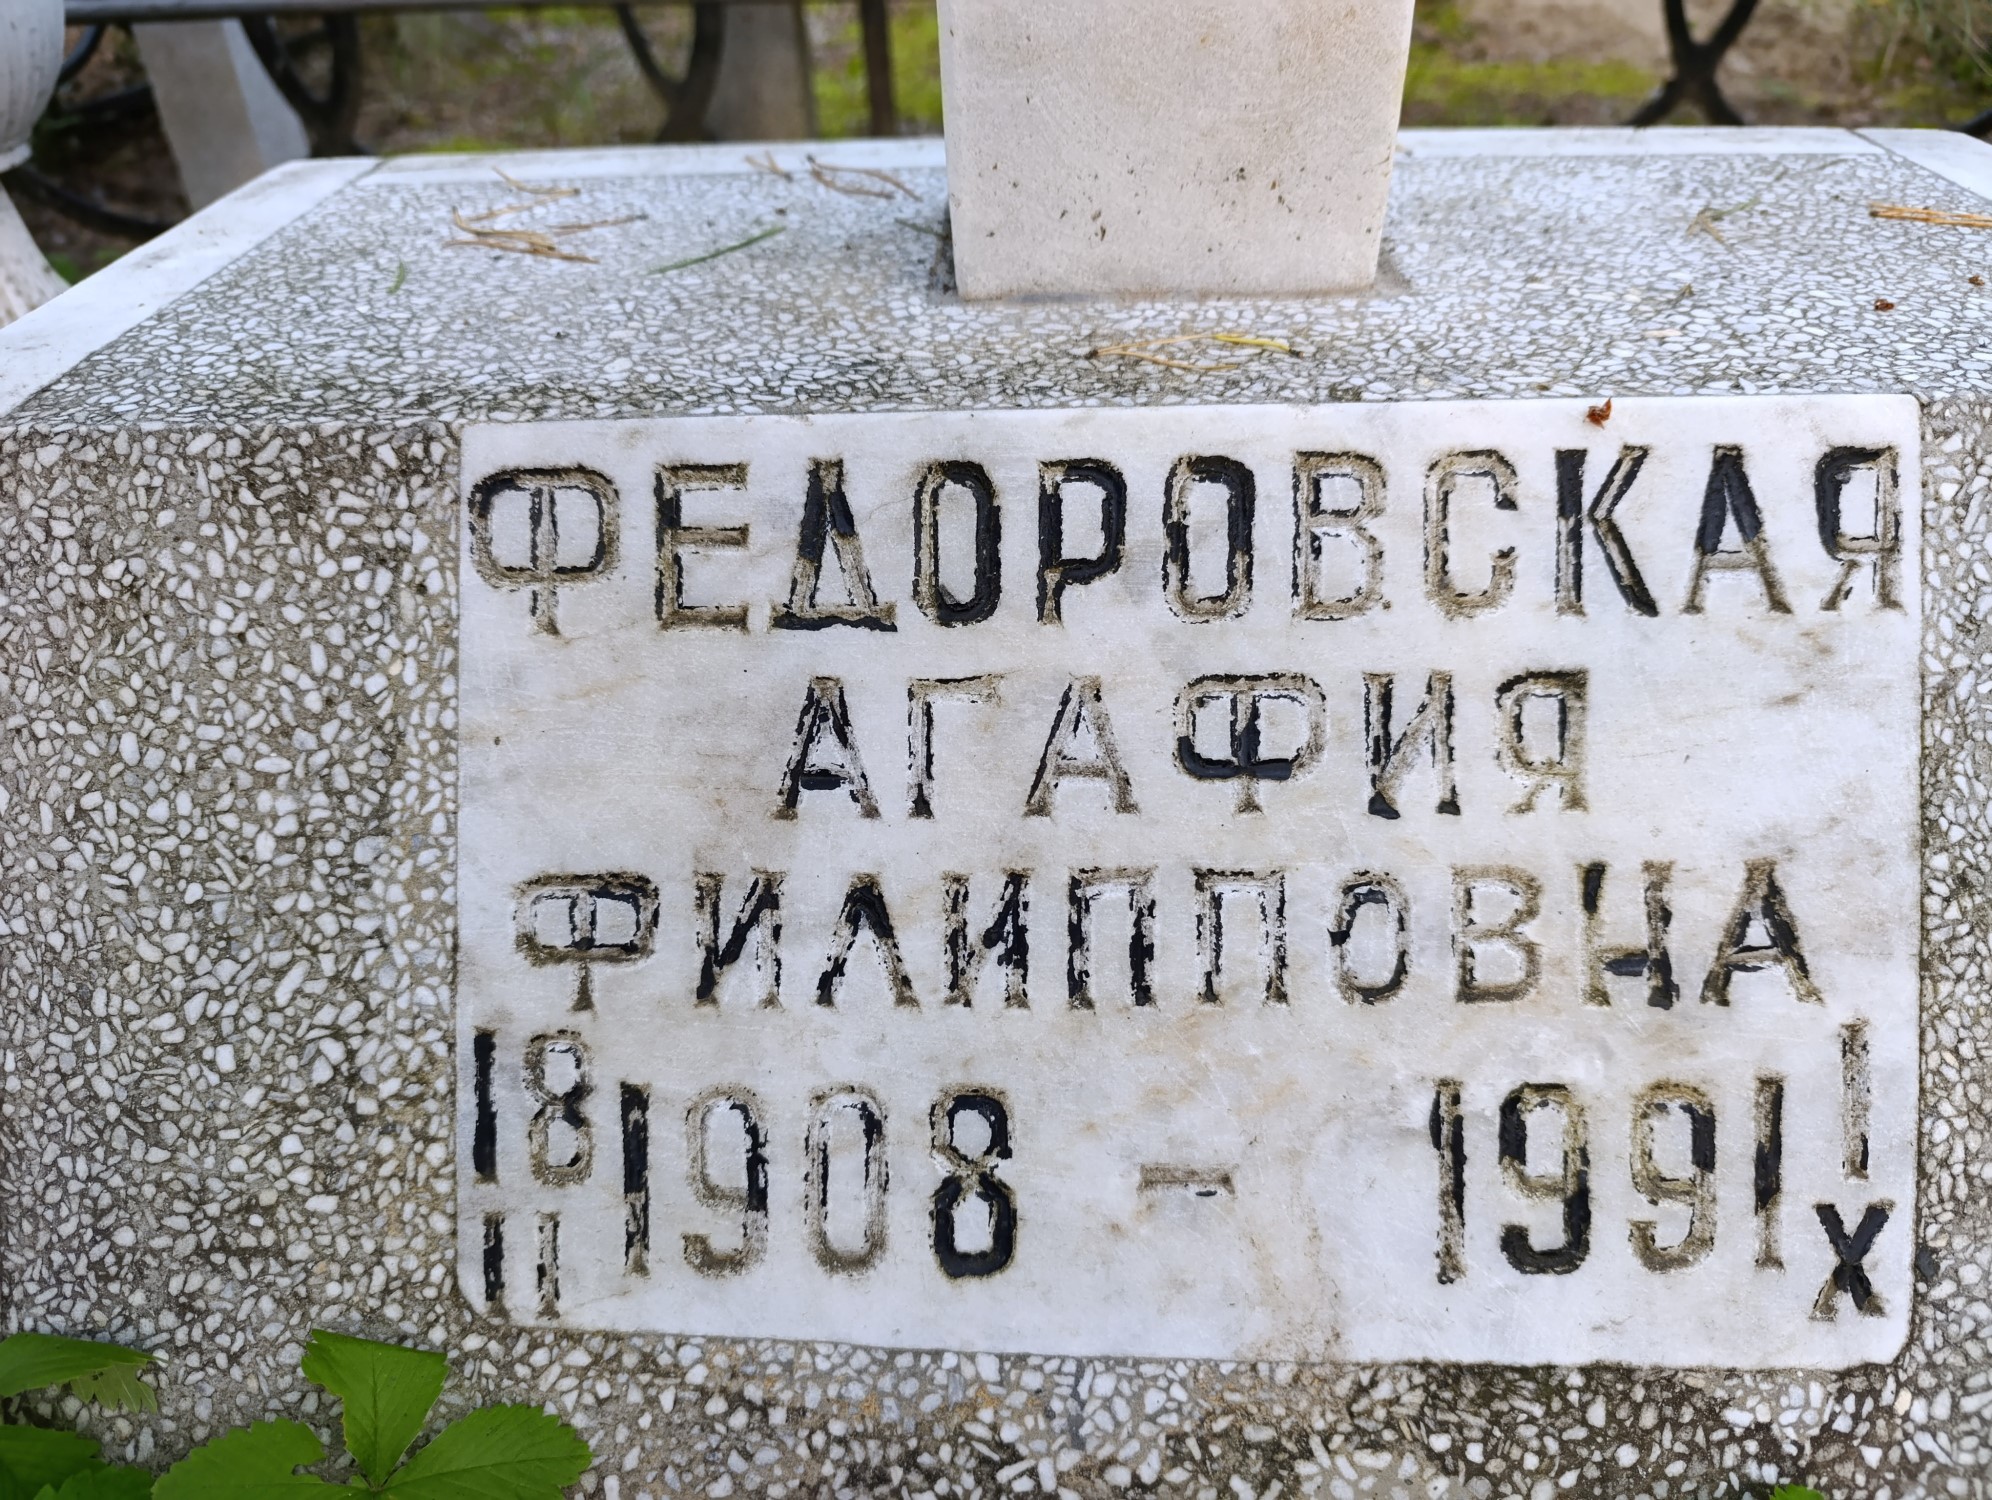 ФЕДОРОВСКАЯ
АГАФИЯ
ФИЛИППОВНА
18 II 1908 - 1991 I X